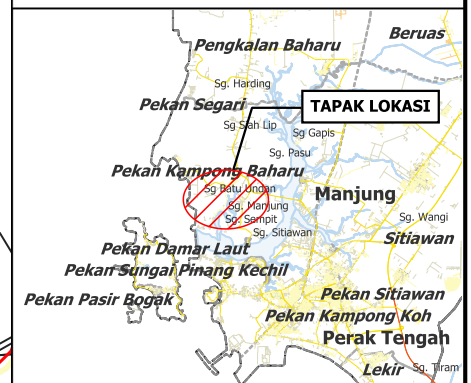 Beruas
Pengkalan Baharu
Sg. Harding
Pekan Segari
TAPAK LOKASI
Sg Siah Lip
Sg Gapis
Sg. Pasu
Pekan Kampong Baharu
Sg Batu Undan
Manjung
Sg. Manjung
Sg. Sempit
Sg. Wangi
Sg. Sitiawan
Sitiawan
Pekan Damar Laut
Pekan Sungai Pinang Kechil
Pekan Pasir Bogak
Pekan Sitiawan
Pekan Kampong Koh
Perak Tengah
Lekir
Sg. Tiram